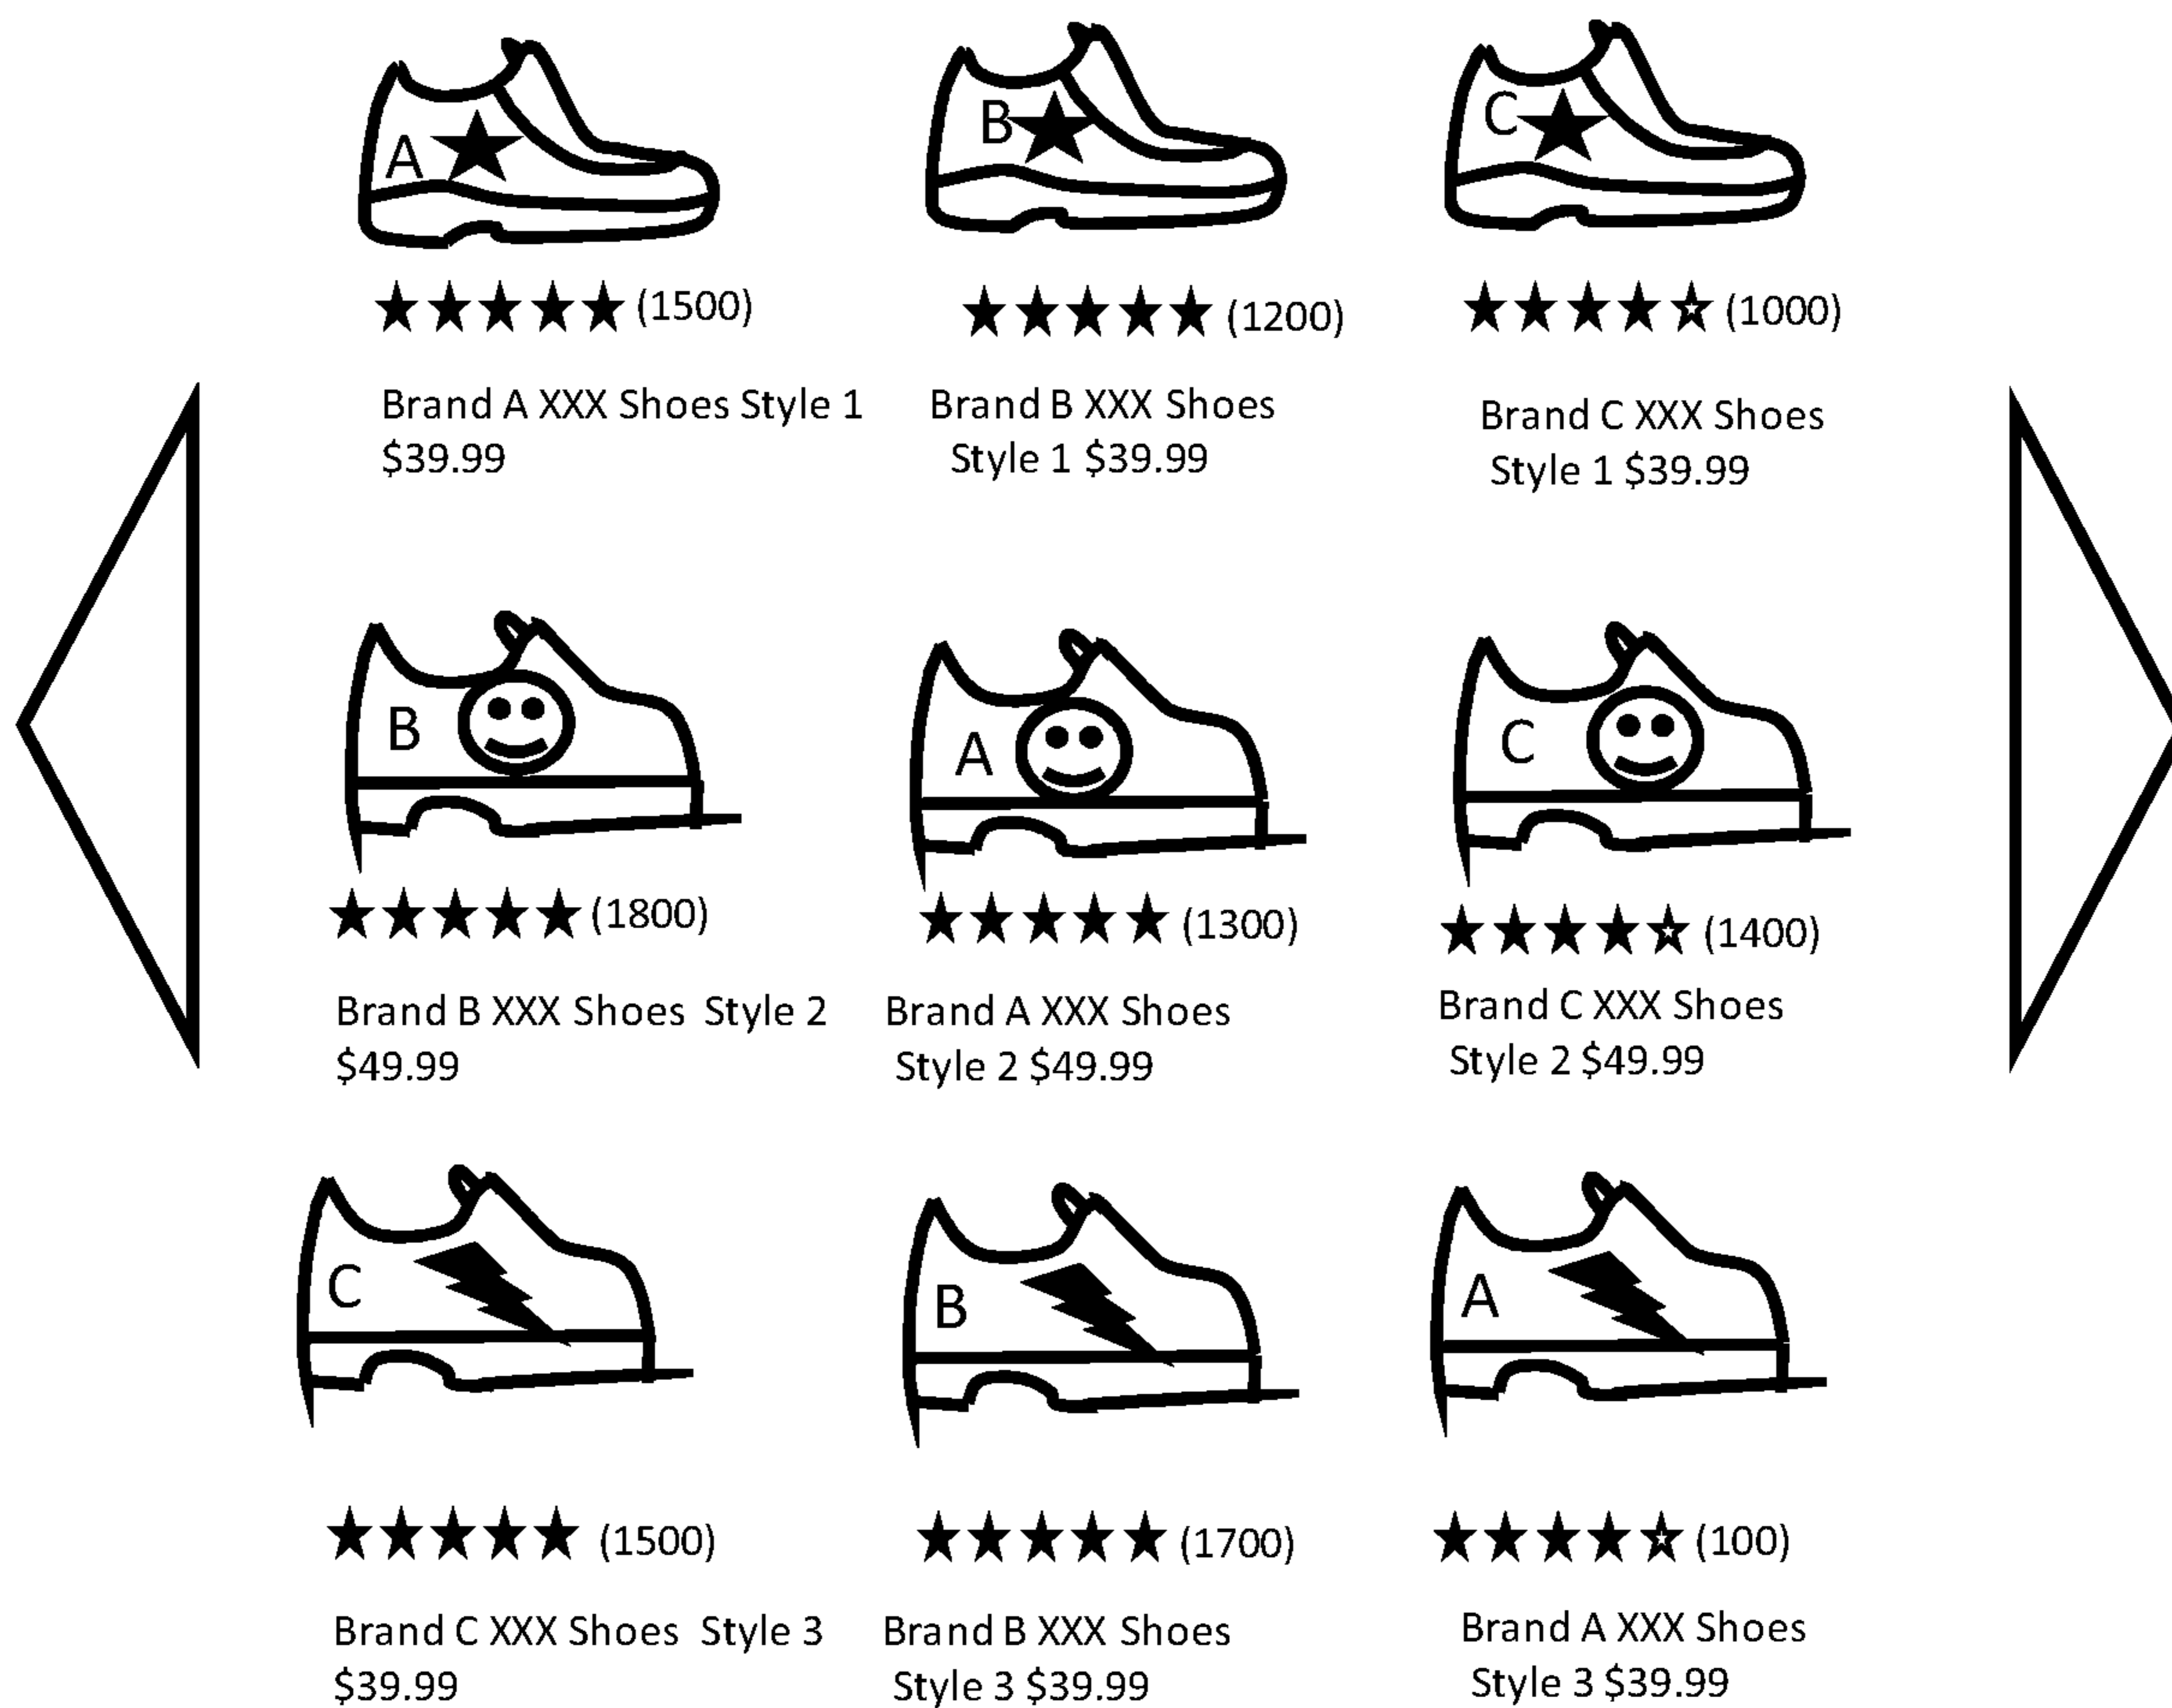 A
B
C
(1500)
(1200)
(1000)
Brand A XXX Shoes Style 1
$39.99
Brand B XXX Shoes
Style 1 $39.99
Brand C XXX Shoes
Style 1 $39.99
B
A
C
(1800)
(1300)
(1400)
Brand B XXX Shoes Style 2
$49.99
Brand A XXX Shoes
Style 2 $49.99
Brand C XXX Shoes
Style 2 $49.99
C
B
A
(1500)
(1700)
(100)
Brand C XXX Shoes Style 3
$39.99
Brand B XXX Shoes
Style 3 $39.99
Brand A XXX Shoes
Style 3 $39.99